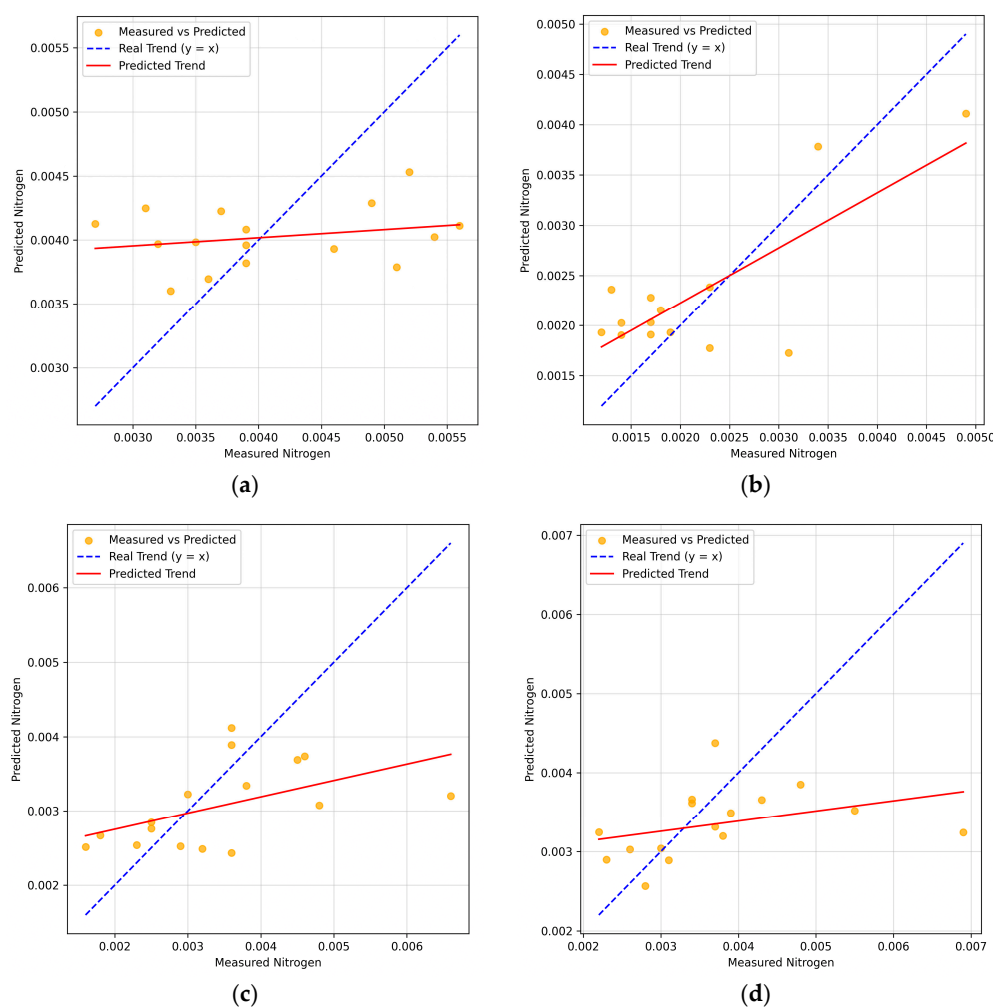 Measured vs Predicted
Real Trend (y = x)
Predicted Trend
0.0055
0.0050
0.0045
0.0040
0.0035
0.0030
Predicted Nitrogen
0.0030 0.0035 0.0040 0.0045 0.0050 0.0055
Measured Nitrogen
(a)
Measured vs Predicted
Real Trend (y = x)
Predicted Trend
0.0050
0.0045
0.0040
0.0035
0.0030
0.0025
0.0020
0.0015
Predicted Nitrogen
0.0015 0.0020 0.0025 0.0030 0.0035 0.0040 0.0045 0.0050
Measured Nitrogen
(b)
Measured vs Predicted
Real Trend (y = x)
Predicted Trend
0.006
0.005
0.004
0.003
0.002
Predicted Nitrogen
0.002 0.003 0.004 0.005 0.006
Measured Nitrogen
(c)
Measured vs Predicted
Real Trend (y = x)
Predicted Trend
0.007
0.006
0.005
0.004
0.003
0.002
Predicted Nitrogen
0.002 0.003 0.004 0.005 0.006 0.007
Measured Nitrogen
(d)